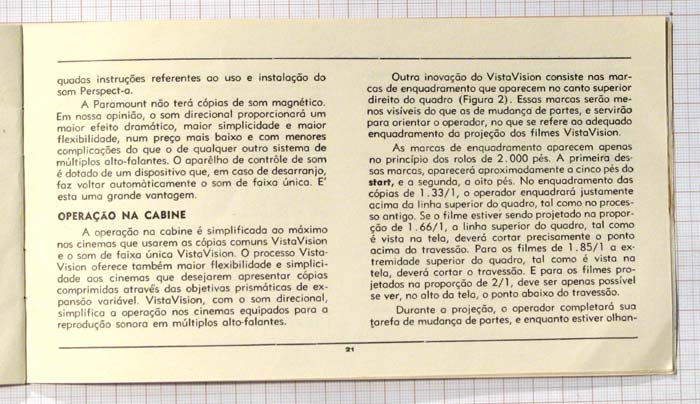 quadas instruções referentes ao uso e instalação do
som Perspect-a.
A Paramount não terá cópias de som magnético.
Em nossa opinião, o som direcional proporcionará um
maior efeito dramático, maior simplicidade e maior
flexibilidade, num preço mais baixo e com menores
complicações do que o de qualquer outro sistema de
múltiplos alto-falantes. O aparêlho de contrôle de som
é dotado de um dispositivo que, em caso de desarranjo,
faz voltar automàticamente o som de faixa única. E'
esta uma grande vantagem.
OPERAÇÃO NA CABINE
A operação na cabine é simplificada ao máximo
nos cinemas que usarem as cópias comuns VistaVision
e o som de faixa única VistaVision. O processo Vista-
Vision oferece também maior flexibilidade e simplici-
dade aos cinemas que desejarem apresentar cópias
comprimidas através das objetivas prismáticas de ex-
pansão variável. VistaVision, com o som direcional,
simplifica a operação nos cinemas equipados para a
reprodução sonora em múltiplos alto-falantes.
Outra inovação do VistaVision consiste nas mar-
cas de enquadramento que aparecem no canto superior
direito do quadro (Figura 2). Essas marcas serão me-
nos visíveis do que as de mudança de partes, e servirão
para orientar o operador, no que se refere ao adequado
enquadramento da projeção dos filmes VistaVision.
As marcas de enquadramento aparecem apenas
no princípio dos rolos de 2.000 pés. A primeira des-
sas marcas, aparecerá aproximadamente a cinco pés do
start, e a segunda, a oito pés. No enquadramento das
cópias de 1.33/1, o operador enquadrará justamente
acima da linha superior do quadro, tal como no proces-
so antigo. Se o filme estiver sendo projetado na propor-
ção de 1.66/1, a linha superior do quadro, tal como
é vista na tela, deverá cortar precisamente o ponto
acima do travessão. Para os filmes de 1.85/1 a ex-
tremidade superior do quadro, tal como é vista na
tela, deverá cortar o travessão. E para os filmes pro-
jetados na proporção de 2/1, deve ser apenas possível
se ver, no alto da tela, o ponto abaixo do travessão.
Durante a projeção, o operador completará sua
tarefa de mudança de partes, e enquanto estiver olhan-
21